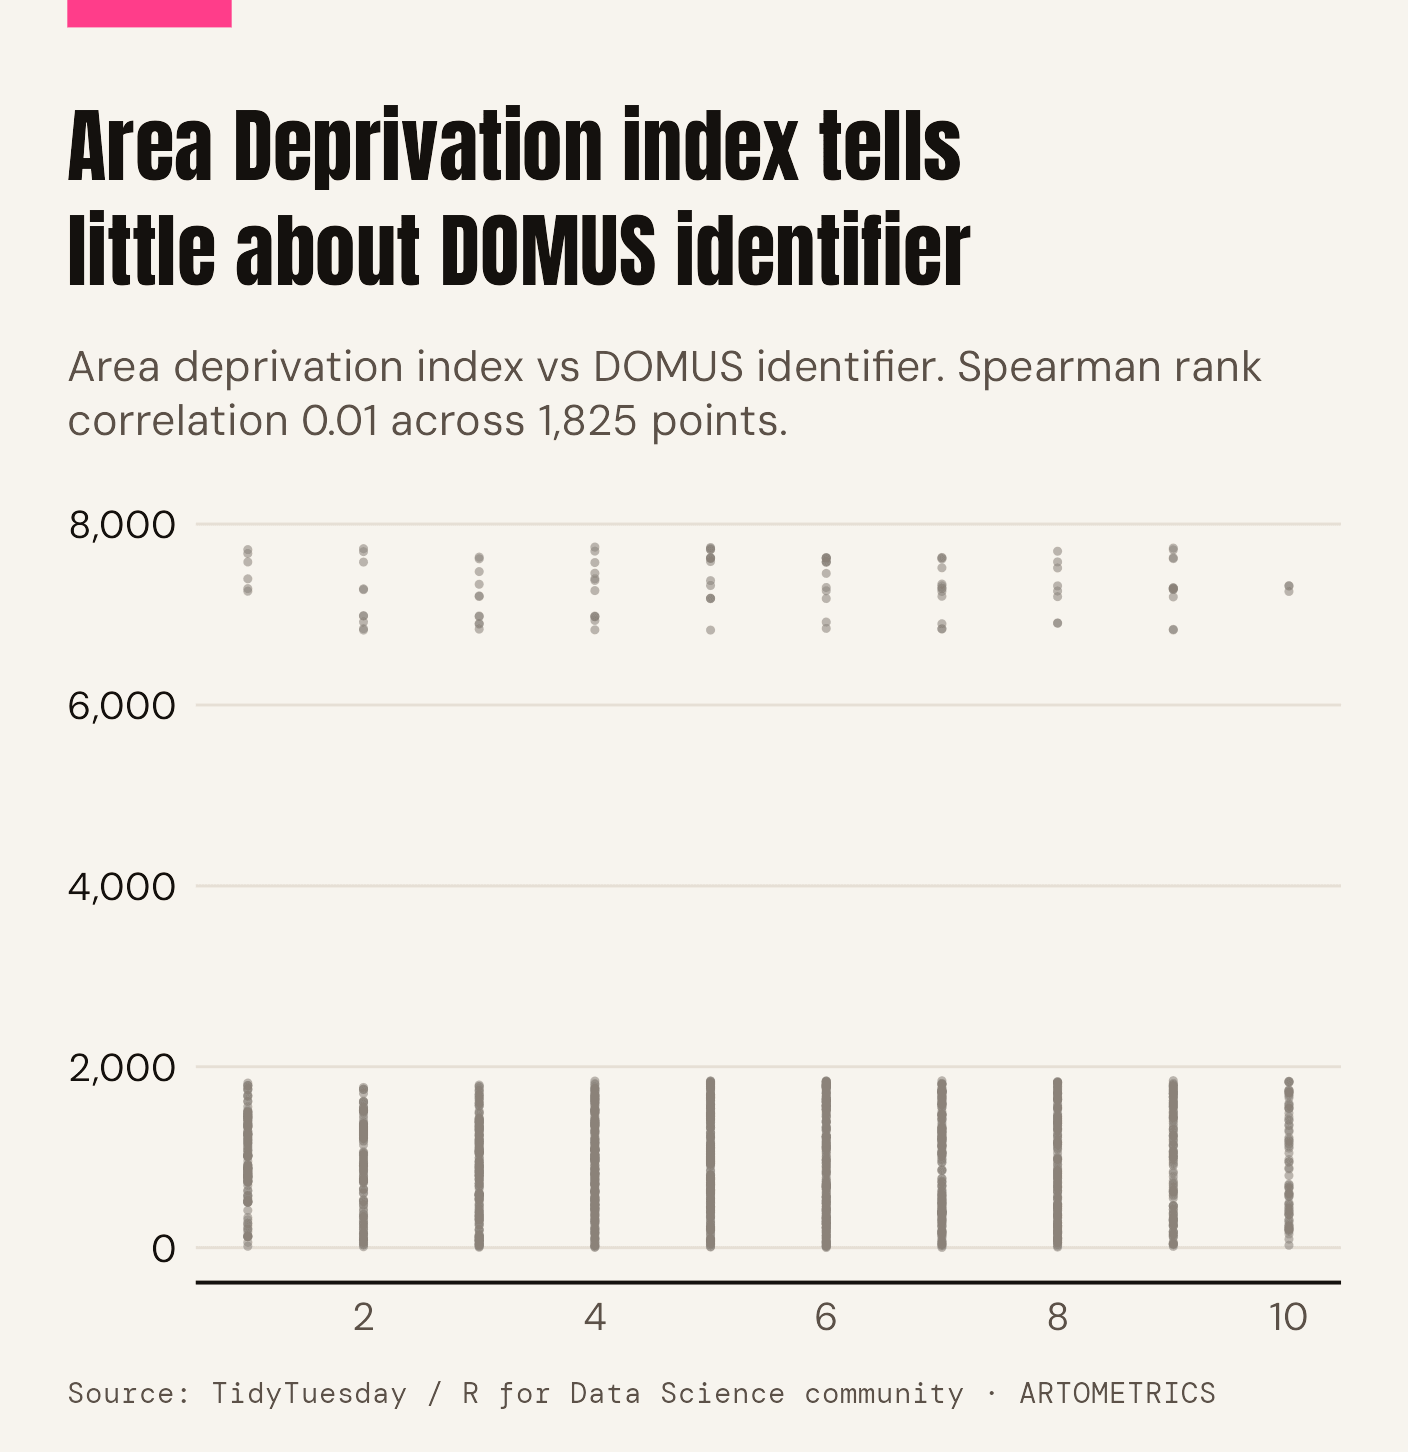 Area Deprivation index tells
little about DOMUS identifier
Area deprivation index vs DOMUS identifier. Spearman rank
correlation 0.01 across 1,825 points.
8,000
6,000
4,000
2,000
0
2 4 6 8 10
Source: TidyTuesday / R for Data Science community · ARTOMETRICS